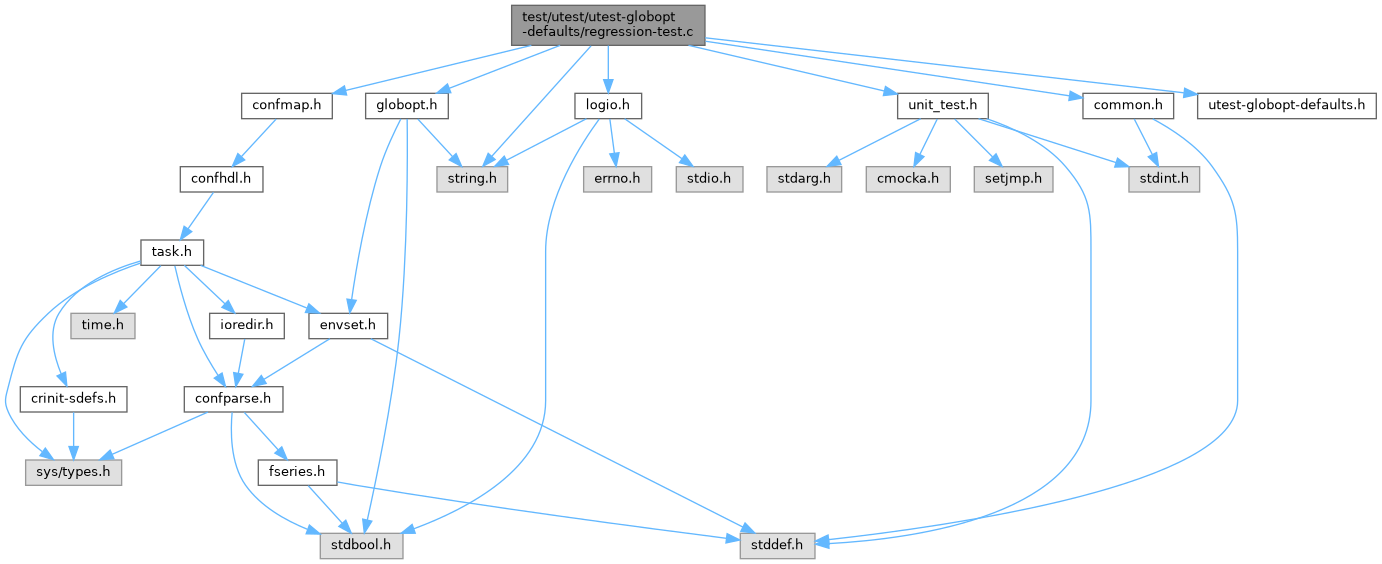 test/utest/utest-globopt
-defaults/regression-test.c
confmap.h
globopt.h
logio.h
unit_test.h
common.h
utest-globopt-defaults.h
confhdl.h
string.h
errno.h
stdio.h
stdarg.h
cmocka.h
setjmp.h
stdint.h
task.h
time.h
ioredir.h
envset.h
crinit-sdefs.h
confparse.h
sys/types.h
fseries.h
stdbool.h
stddef.h